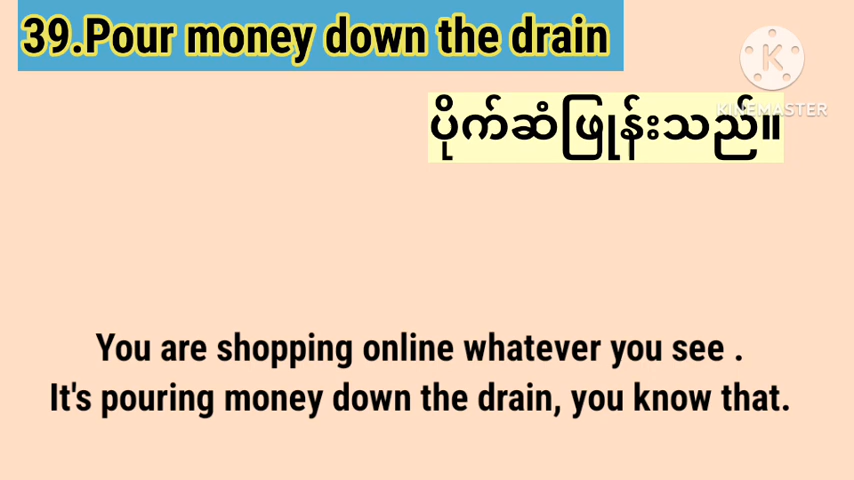 39.Pour money down the drain
KINEMASTER
ပိုက်ဆံဖြုန်းသည်။
You are shopping online whatever you see .
It's pouring money down the drain, you know that.